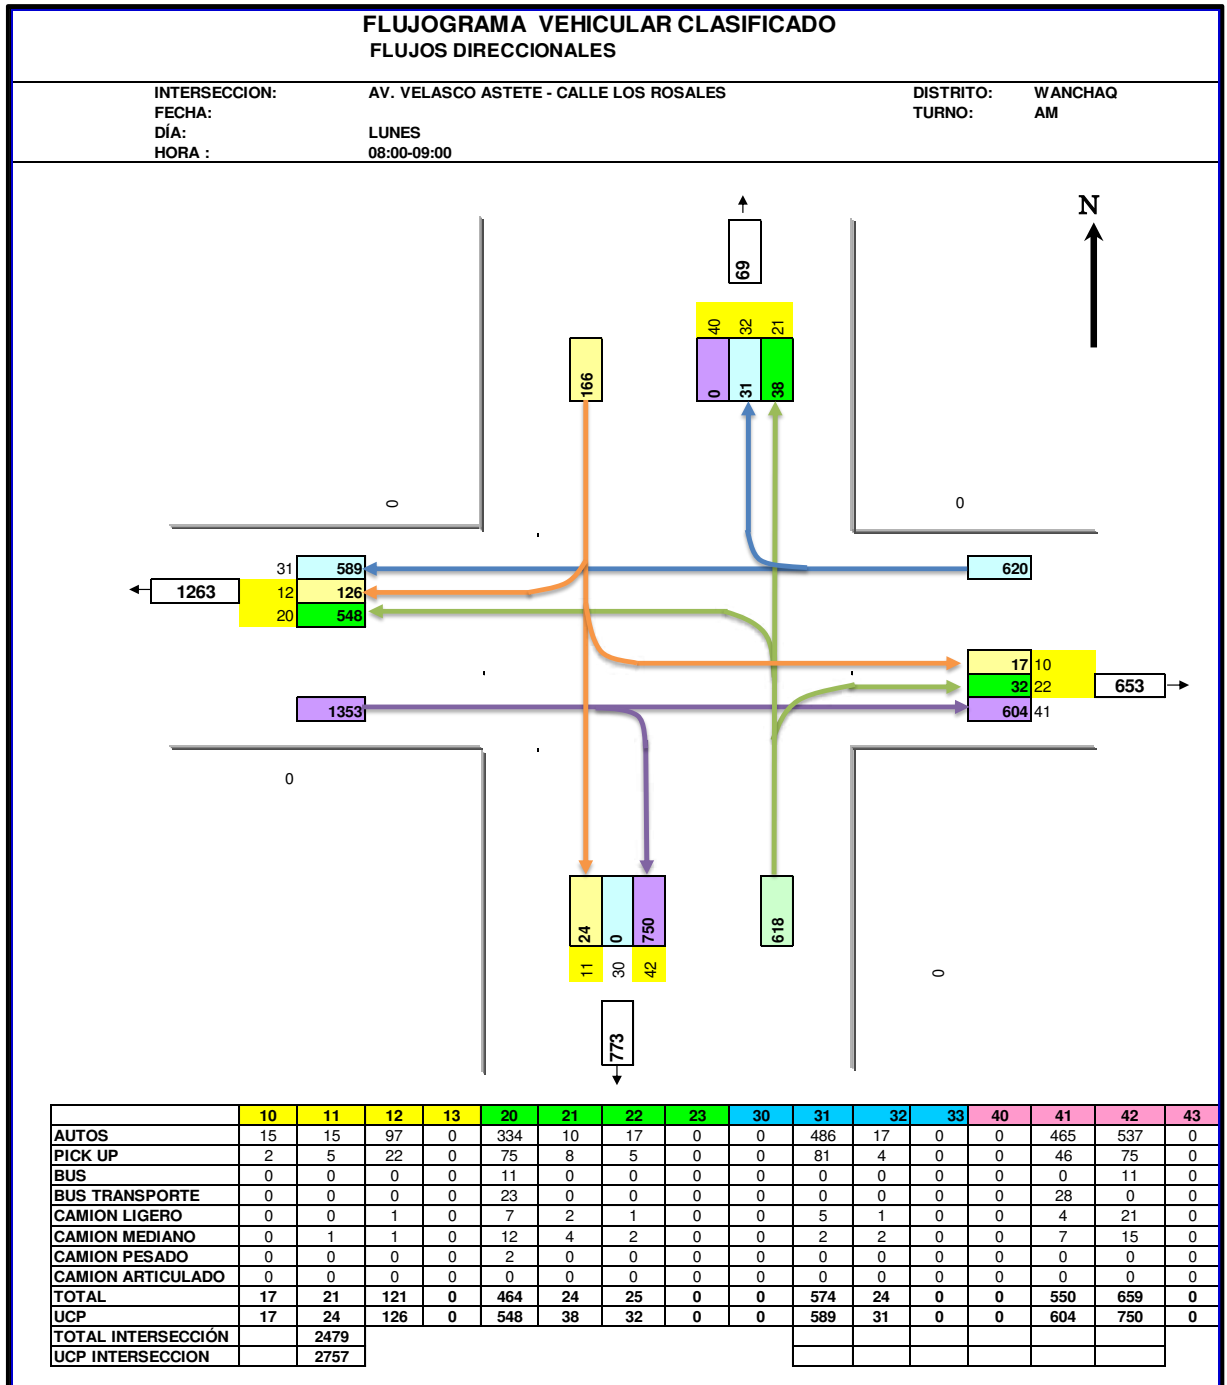 FLUJOGRAMA  VEHICULAR CLASIFICADO
FLUJOS DIRECCIONALES
INTERSECCION: AV. VELASCO ASTETE - CALLE LOS ROSALES DISTRITO: WANCHAQ
FECHA: TURNO: AM
DÍA: LUNES
HORA : 08:00-09:00
N
69
40 32 21
166 0 31 38
0 0
31 589 620
1263 12 126
20 548
17 10
32 22 653
1353 604 41
0
24 0 750 618
11 30 42 0
773
10 11 12 13 20 21 22 23 30 31 32 33 40 41 42 43
AUTOS 15 15 97 0 334 10 17 0 0 486 17 0 0 465 537 0
PICK UP 2 5 22 0 75 8 5 0 0 81 4 0 0 46 75 0
BUS 0 0 0 0 11 0 0 0 0 0 0 0 0 0 11 0
BUS TRANSPORTE 0 0 0 0 23 0 0 0 0 0 0 0 0 28 0 0
CAMION LIGERO 0 0 1 0 7 2 1 0 0 5 1 0 0 4 21 0
CAMION MEDIANO 0 1 1 0 12 4 2 0 0 2 2 0 0 7 15 0
CAMION PESADO 0 0 0 0 2 0 0 0 0 0 0 0 0 0 0 0
CAMION ARTICULADO 0 0 0 0 0 0 0 0 0 0 0 0 0 0 0 0
TOTAL 17 21 121 0 464 24 25 0 0 574 24 0 0 550 659 0
UCP 17 24 126 0 548 38 32 0 0 589 31 0 0 604 750 0
TOTAL INTERSECCIÓN 2479
UCP INTERSECCION 2757